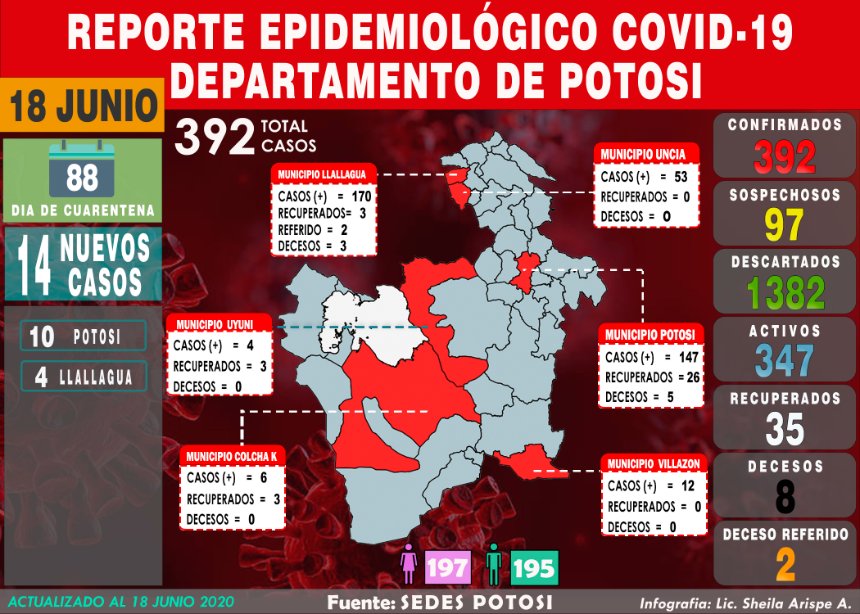 REPORTE EPIDEMIOLÓGICO COVID-19
DEPARTAMENTO DE POTOSI
18 JUNIO
88
DIA DE CUARENTENA
14 NUEVOS
CASOS
10 POTOSI
4 LLALLAGUA
392 TOTAL
CASOS
MUNICIPIO LLALLAGUA
CASOS (+) = 170
RECUPERADOS= 3
REFERIDO = 2
DECESOS = 3
MUNICIPIO UNCIA
CASOS (+) = 53
RECUPERADOS = 0
DECESOS = 0
MUNICIPIO UYUNI
CASOS (+) = 4
RECUPERADOS = 3
DECESOS = 0
MUNICIPIO POTOSI
CASOS (+) = 147
RECUPERADOS =26
DECESOS = 5
MUNICIPIO COLCHA K
CASOS (+) = 6
RECUPERADOS = 3
DECESOS = 0
MUNICIPIO VILLAZON
CASOS (+) = 12
RECUPERADOS = 0
DECESOS = 0
CONFIRMADOS
392
SOSPECHOSOS
97
DESCARTADOS
1382
ACTIVOS
347
RECUPERADOS
35
DECESOS
8
DECESO REFERIDO
2
197 195
ACTUALIZADO AL 18 JUNIO 2020
Fuente: SEDES POTOSI
Infografia: Lic. Sheila Arispe A.